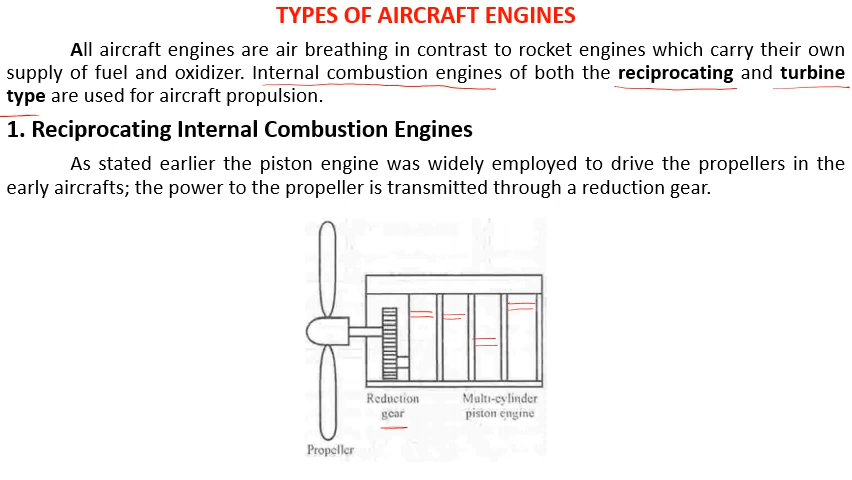 TYPES OF AIRCRAFT ENGINES
All aircraft engines are air breathing in contrast to rocket engines which carry their own
supply of fuel and oxidizer. Internal combustion engines of both the reciprocating and turbine
type are used for aircraft propulsion.
1. Reciprocating Internal Combustion Engines
As stated earlier the piston engine was widely employed to drive the propellers in the
early aircrafts; the power to the propeller is transmitted through a reduction gear.
Reduction
gear
Multi-cylinder
piston engine
Propeller